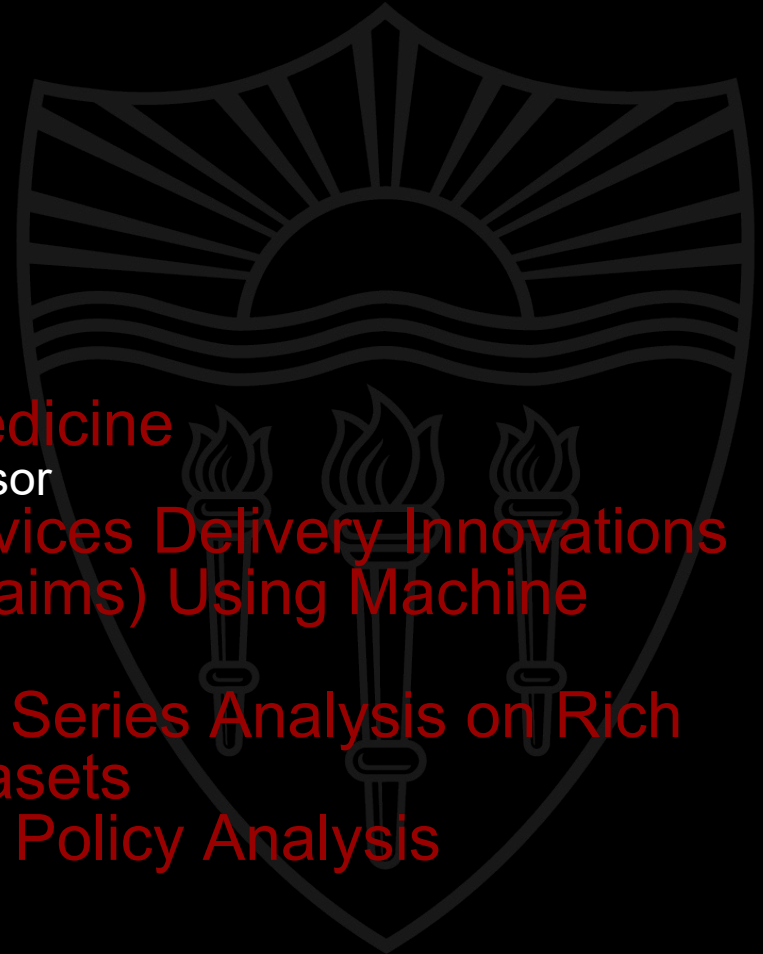 edicine
sor
vices Delivery Innovations
aims) Using Machine
Series Analysis on Rich
asets
Policy Analysis